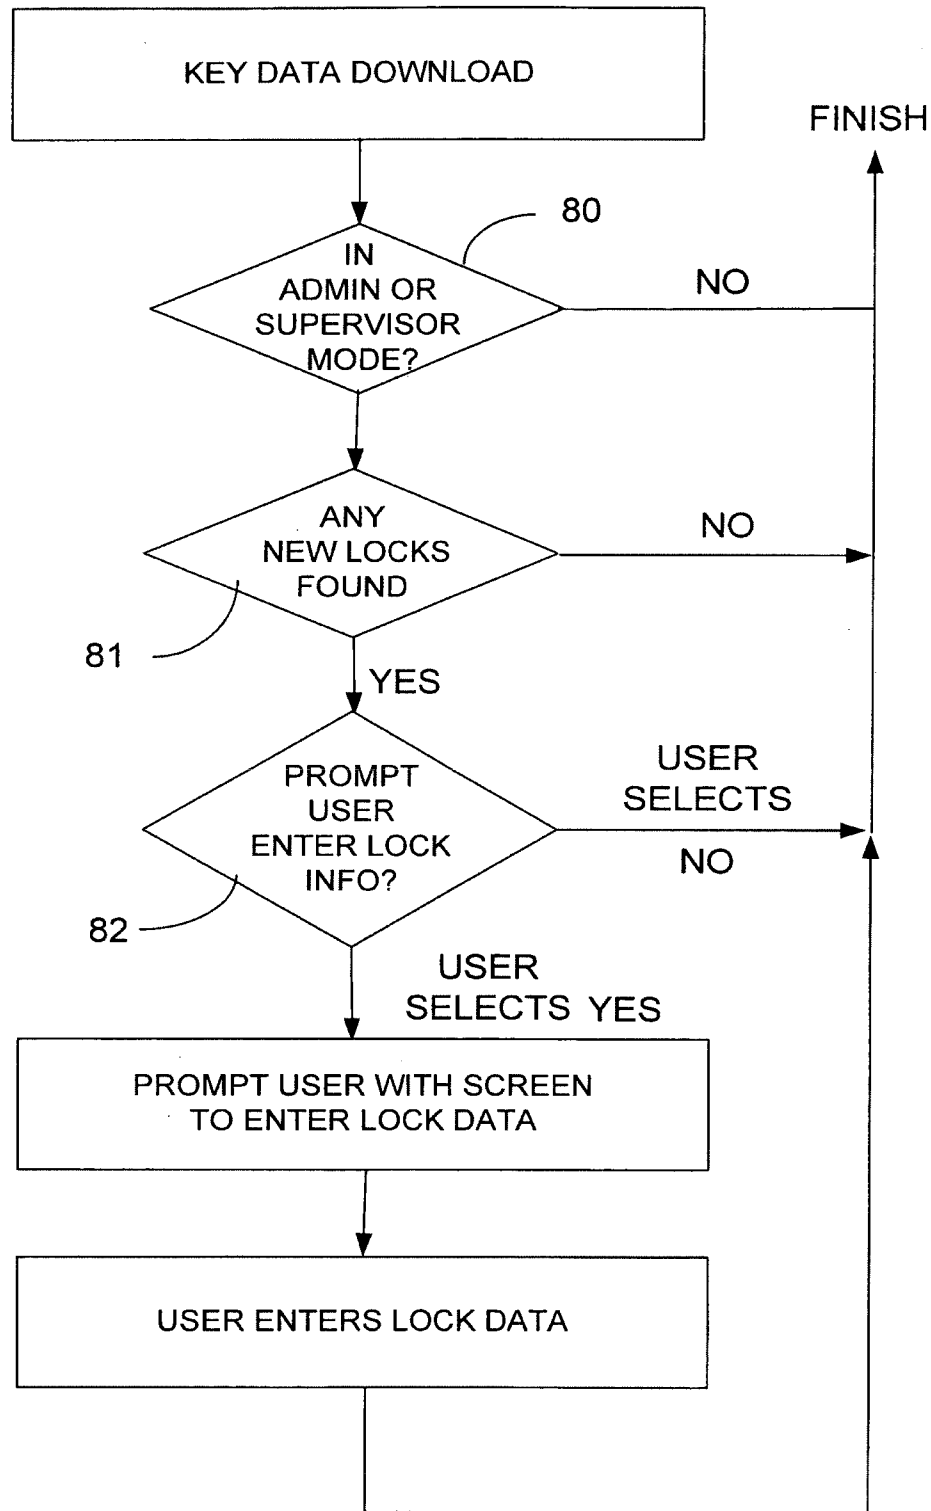 KEY DATA DOWNLOAD
FINISH
80
IN
ADMIN OR
SUPERVISOR
MODE?
NO
ANY
NEW LOCKS
FOUND
NO
81
YES
PROMPT
USER
ENTER LOCK
INFO?
USER
SELECTS
NO
82
USER
SELECTS YES
PROMPT USER WITH SCREEN
TO ENTER LOCK DATA
USER ENTERS LOCK DATA